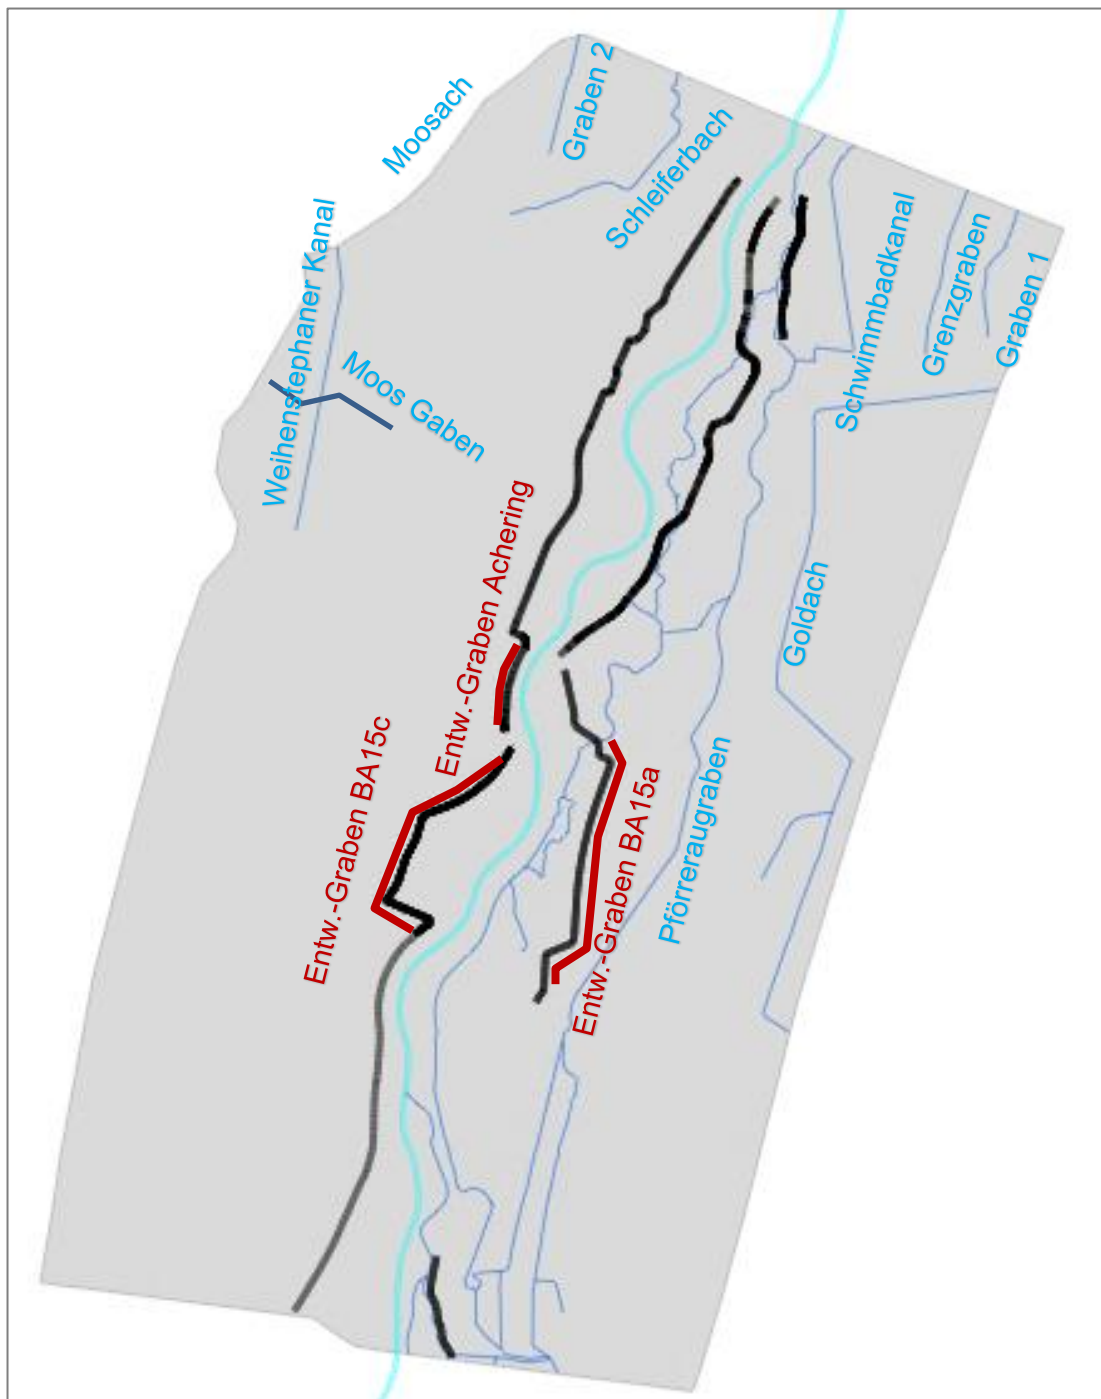 Graben 2
Moosach
Schleiferbach
Weihenstephaner Kanal
Schwimmbadkanal
Grenzgraben
Graben 1
Moos Gaben
Entw.-Graben Achering
Goldach
Entw.-Graben BA15c
Pförreraugraben
Entw.-Graben BA15a